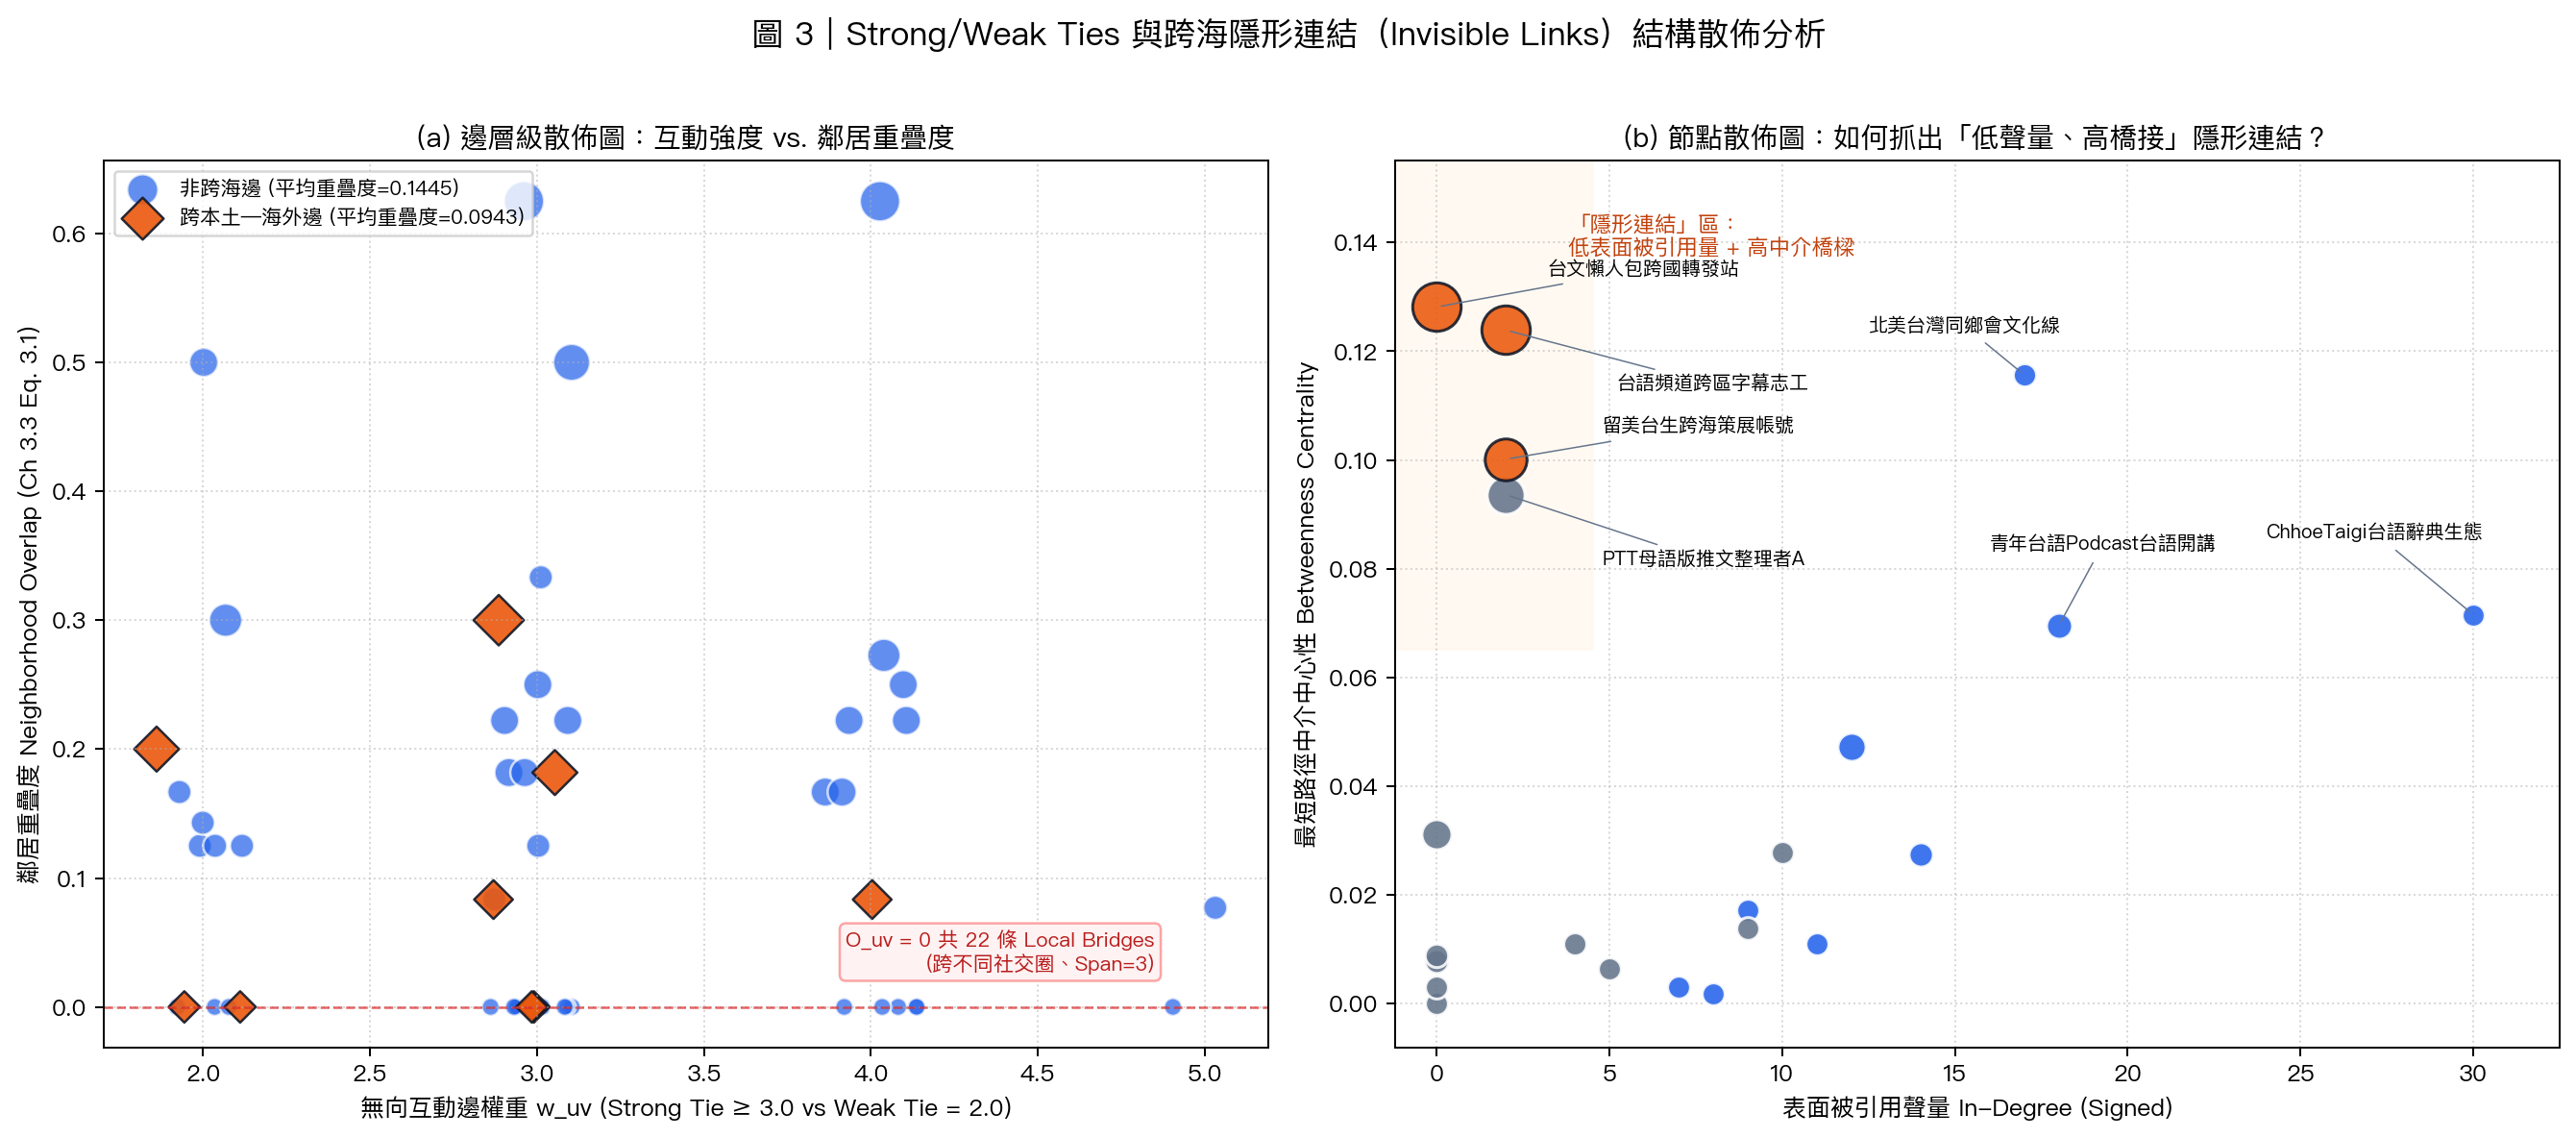 圖 3｜Strong/Weak Ties 與跨海隱形連結（Invisible Links）結構散佈分析
(a) 邊層級散佈圖：互動強度 vs. 鄰居重疊度
非跨海邊 (平均重疊度=0.1445)
跨本土—海外邊 (平均重疊度=0.0943)
鄰居重疊度 Neighborhood Overlap (Ch 3.3 Eq. 3.1)
0.6
0.5
0.4
0.3
0.2
0.1
0.0
O_uv = 0 共 22 條 Local Bridges
(跨不同社交圈、Span=3)
2.0
2.5
3.0
3.5
4.0
4.5
5.0
無向互動邊權重 w_uv (Strong Tie ≥ 3.0 vs Weak Tie = 2.0)
(b) 節點散佈圖：如何抓出「低聲量、高橋接」隱形連結？
最短路徑中介中心性 Betweenness Centrality
0.14
0.12
0.10
0.08
0.06
0.04
0.02
0.00
「隱形連結」區：
低表面被引用量 + 高中介橋樑
台文懶人包跨國轉發站
北美台灣同鄉會文化線
台語頻道跨區字幕志工
留美台生跨海策展帳號
PTT母語版推文整理者A
青年台語Podcast台語開講
ChhoeTaigi台語辭典生態
0
5
10
15
20
25
30
表面被引用聲量 In−Degree (Signed)